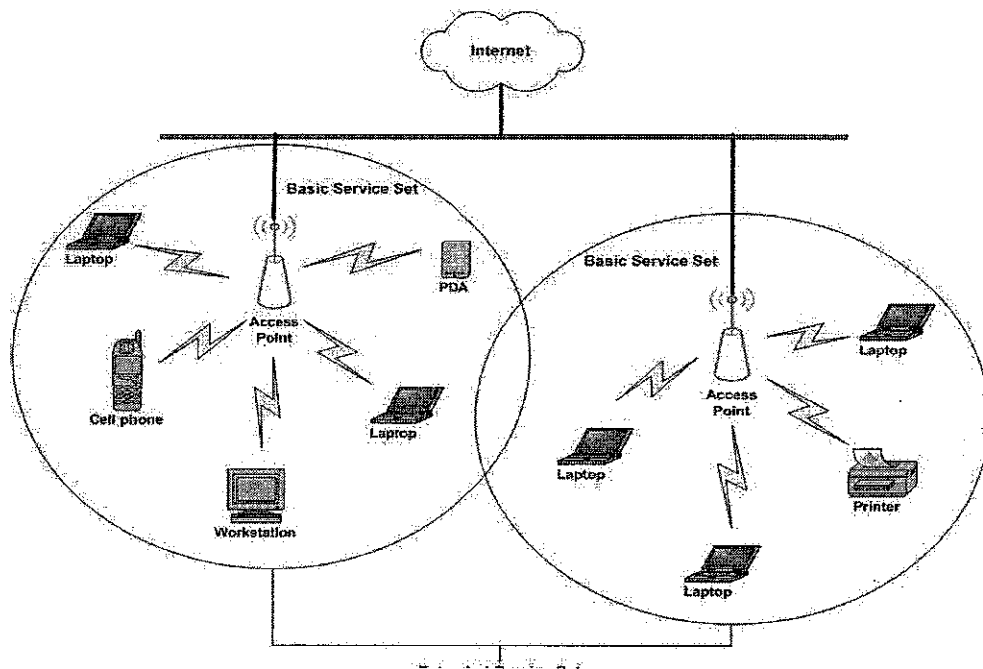 Internet
Basic Service Set
Laptop
PDA
Access
Point
Cell phone
Laptop
Workstation
Basic Service Set
Laptop
Access
Point
Laptop
Printer
Laptop